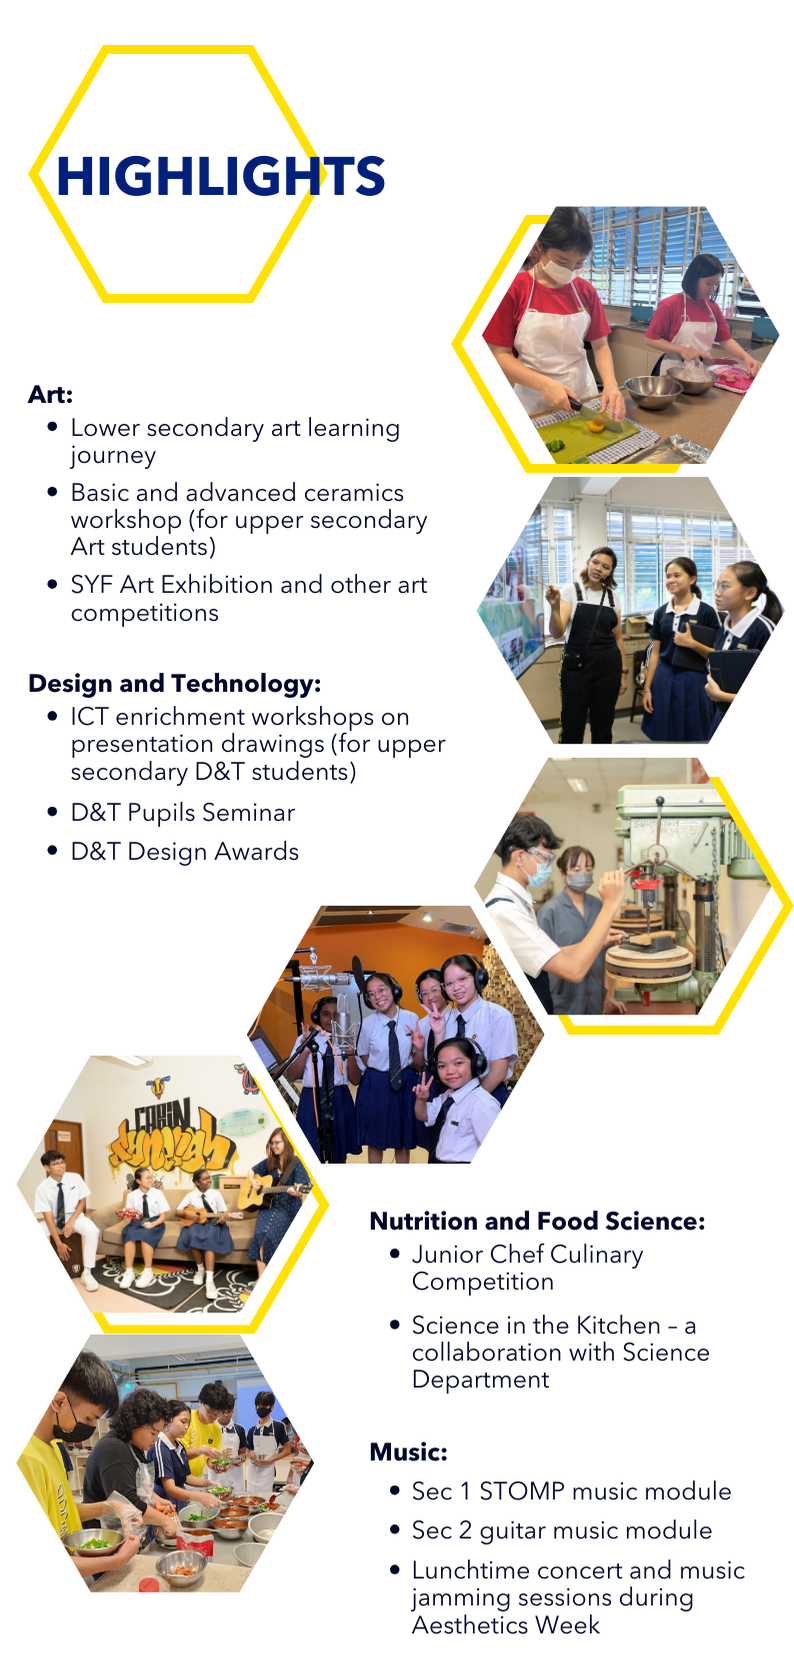 HIGHLIGHTS
Art:
• Lower secondary art learning
journey
• Basic and advanced ceramics
workshop (for upper secondary
Art students)
• SYF Art Exhibition and other art
competitions
Design and Technology:
• ICT enrichment workshops on
presentation drawings (for upper
secondary D&T students)
• D&T Pupils Seminar
• D&T Design Awards
CABIN
Nutrition and Food Science:
• Junior Chef Culinary
Competition
• Science in the Kitchen – a
collaboration with Science
Department
Music:
• Sec 1 STOMP music module
• Sec 2 guitar music module
• Lunchtime concert and music
jamming sessions during
Aesthetics Week